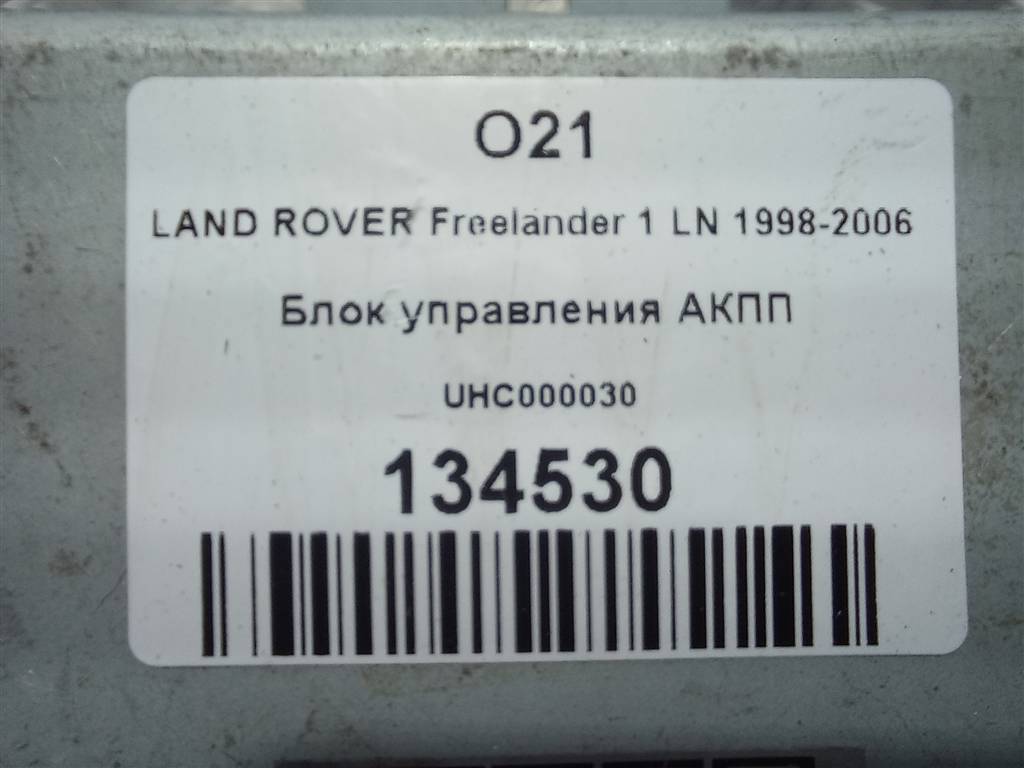 O21
LAND ROVER Freelander 1 LN 1998-2006
Блок управления АКПП
UHC000030
134530